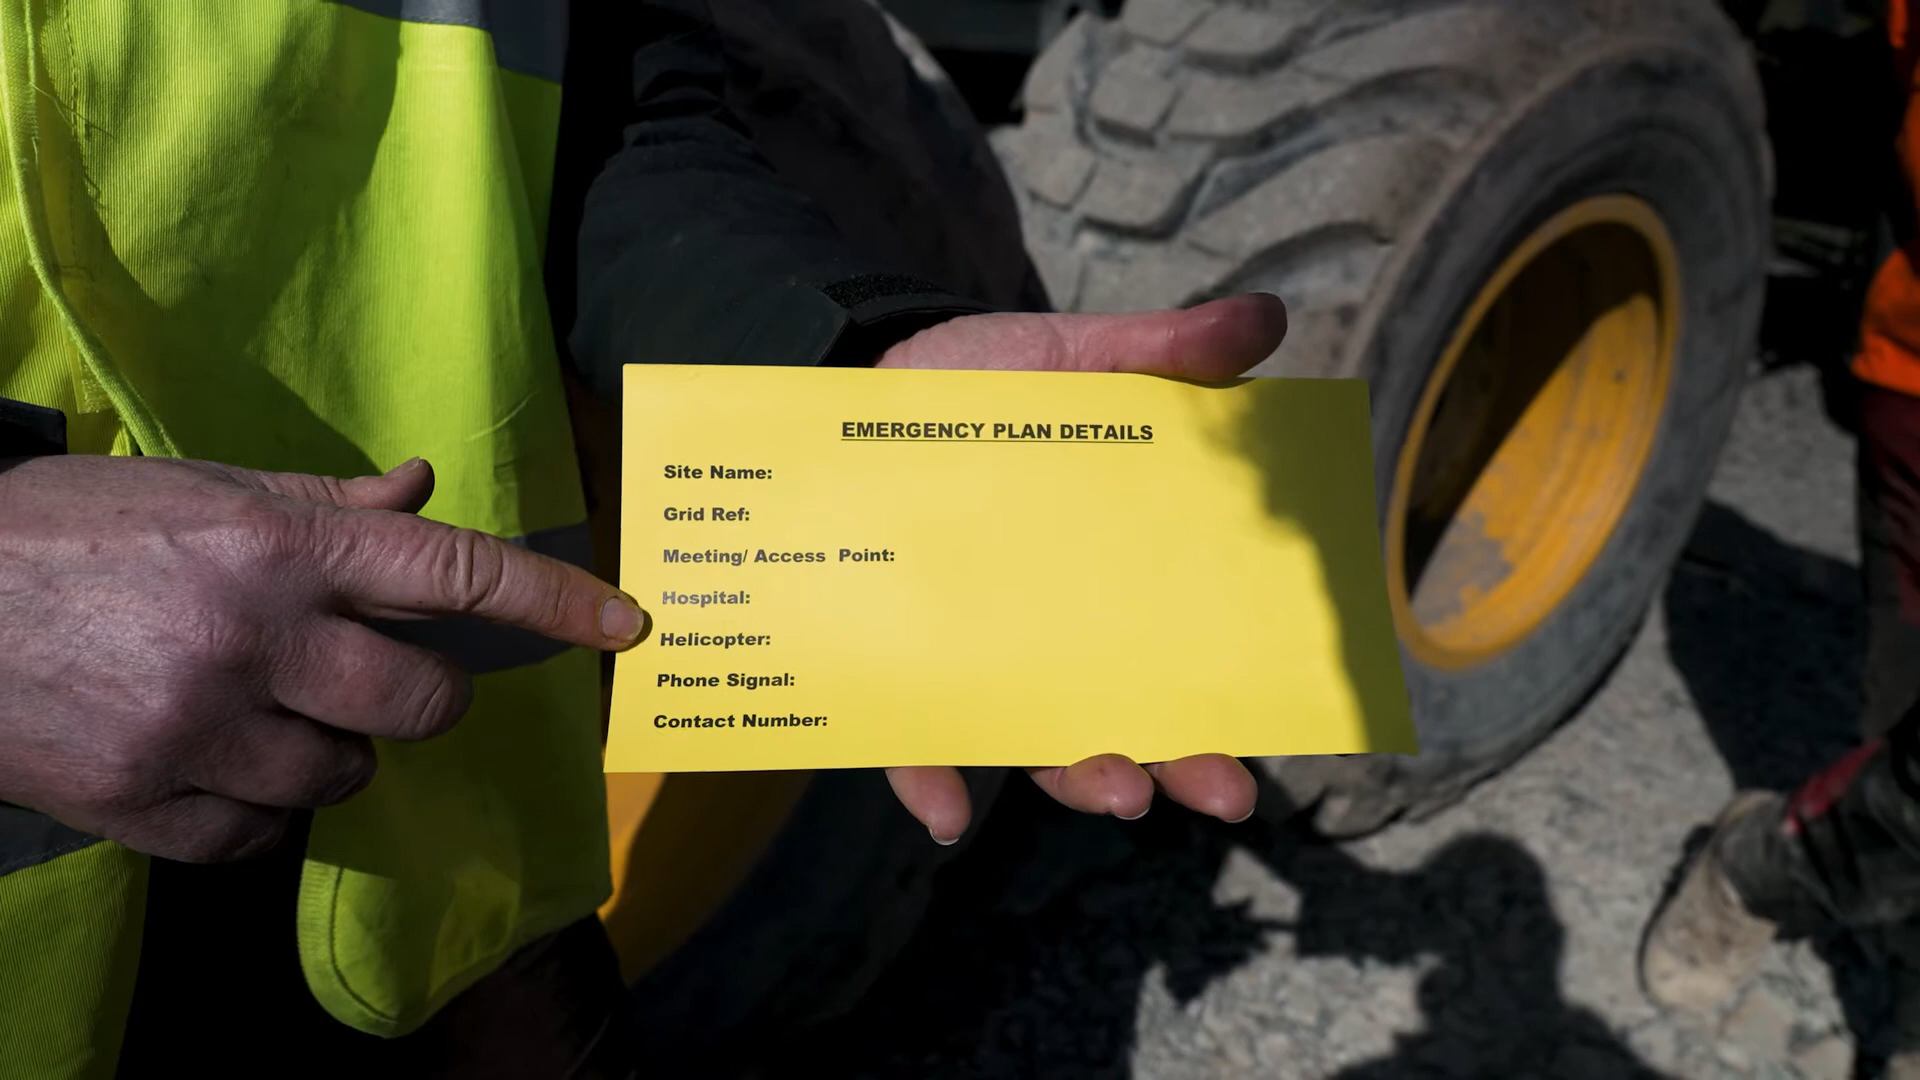 EMERGENCY PLAN DETAILS
Site Name:
Grid Ref:
Meeting/ Access Point:
Hospital:
Helicopter:
Phone Signal:
Contact Number: